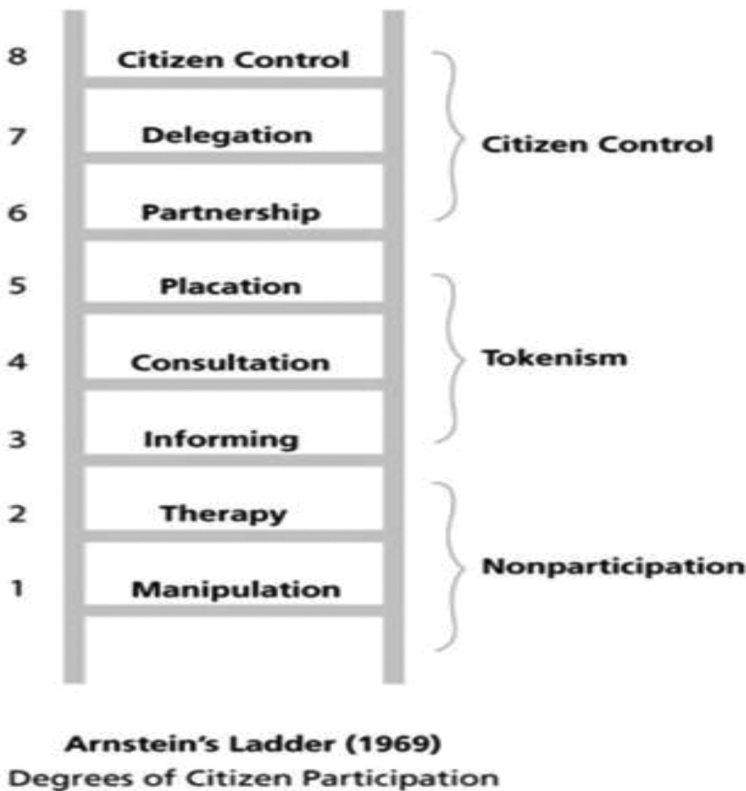 8 Citizen Control
7 Delegation
Citizen Control
6 Partnership
5 Placation
4 Consultation
Tokenism
3 Informing
2 Therapy
Nonparticipation
1 Manipulation
Arnstein's Ladder (1969)
Degrees of Citizen Participation